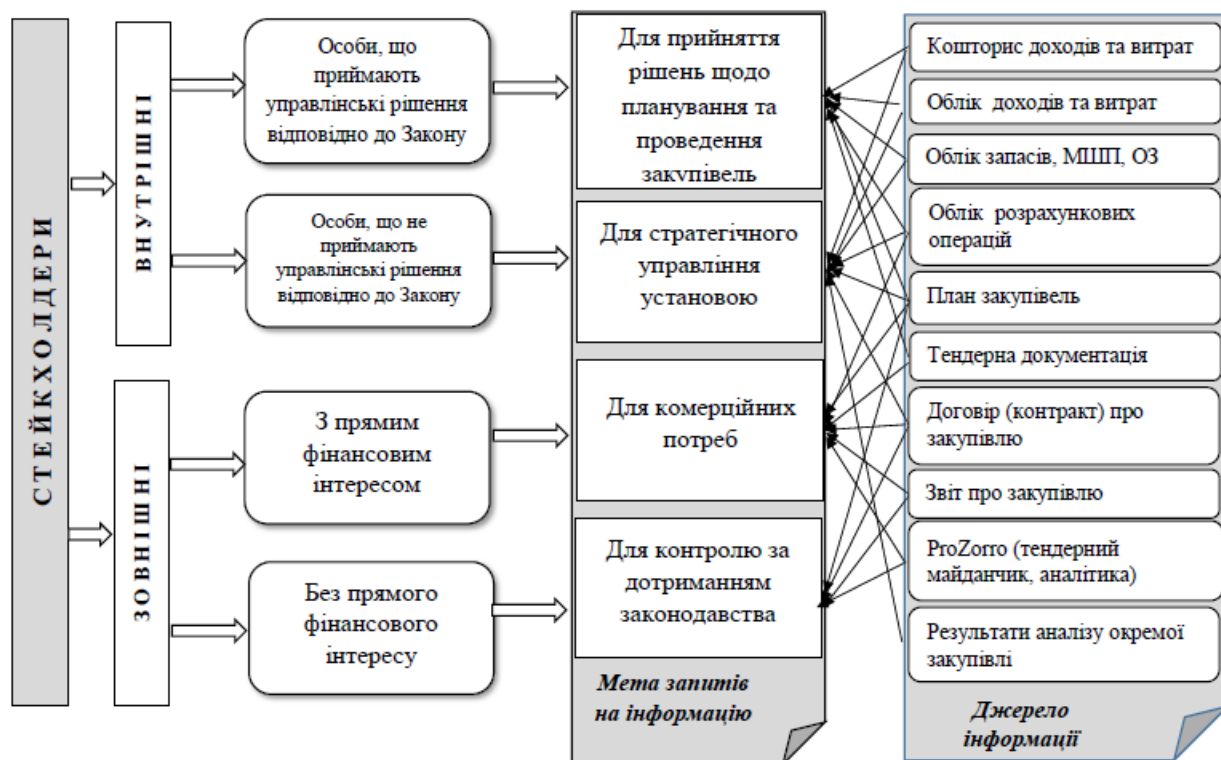 СТЕЙКХОЛДЕРИ
ВНУТРІШНІ
ЗОВНІШНІ
Особи, що
приймають
управлінські рішення
відповідно до Закону
Особи, що не
приймають
управлінські рішення
відповідно до Закону
З прямим
фінансовим
інтересом
Без прямого
фінансового
інтересу
Для прийняття
рішень щодо
планування та
проведення
закупівель
Для стратегічного
управління
установою
Для комерційних
потреб
Для контролю за
дотриманням
законодавства
Мета запитів
на інформацію
Кошторис доходів та витрат
Облік доходів та витрат
Облік запасів, МШП, ОЗ
Облік розрахункових
операцій
План закупівель
Тендерна документація
Договір (контракт) про
закупівлю
Звіт про закупівлю
ProZorro (тендерний
майданчик, аналітика)
Результати аналізу окремої
закупівлі
Джерело
інформації